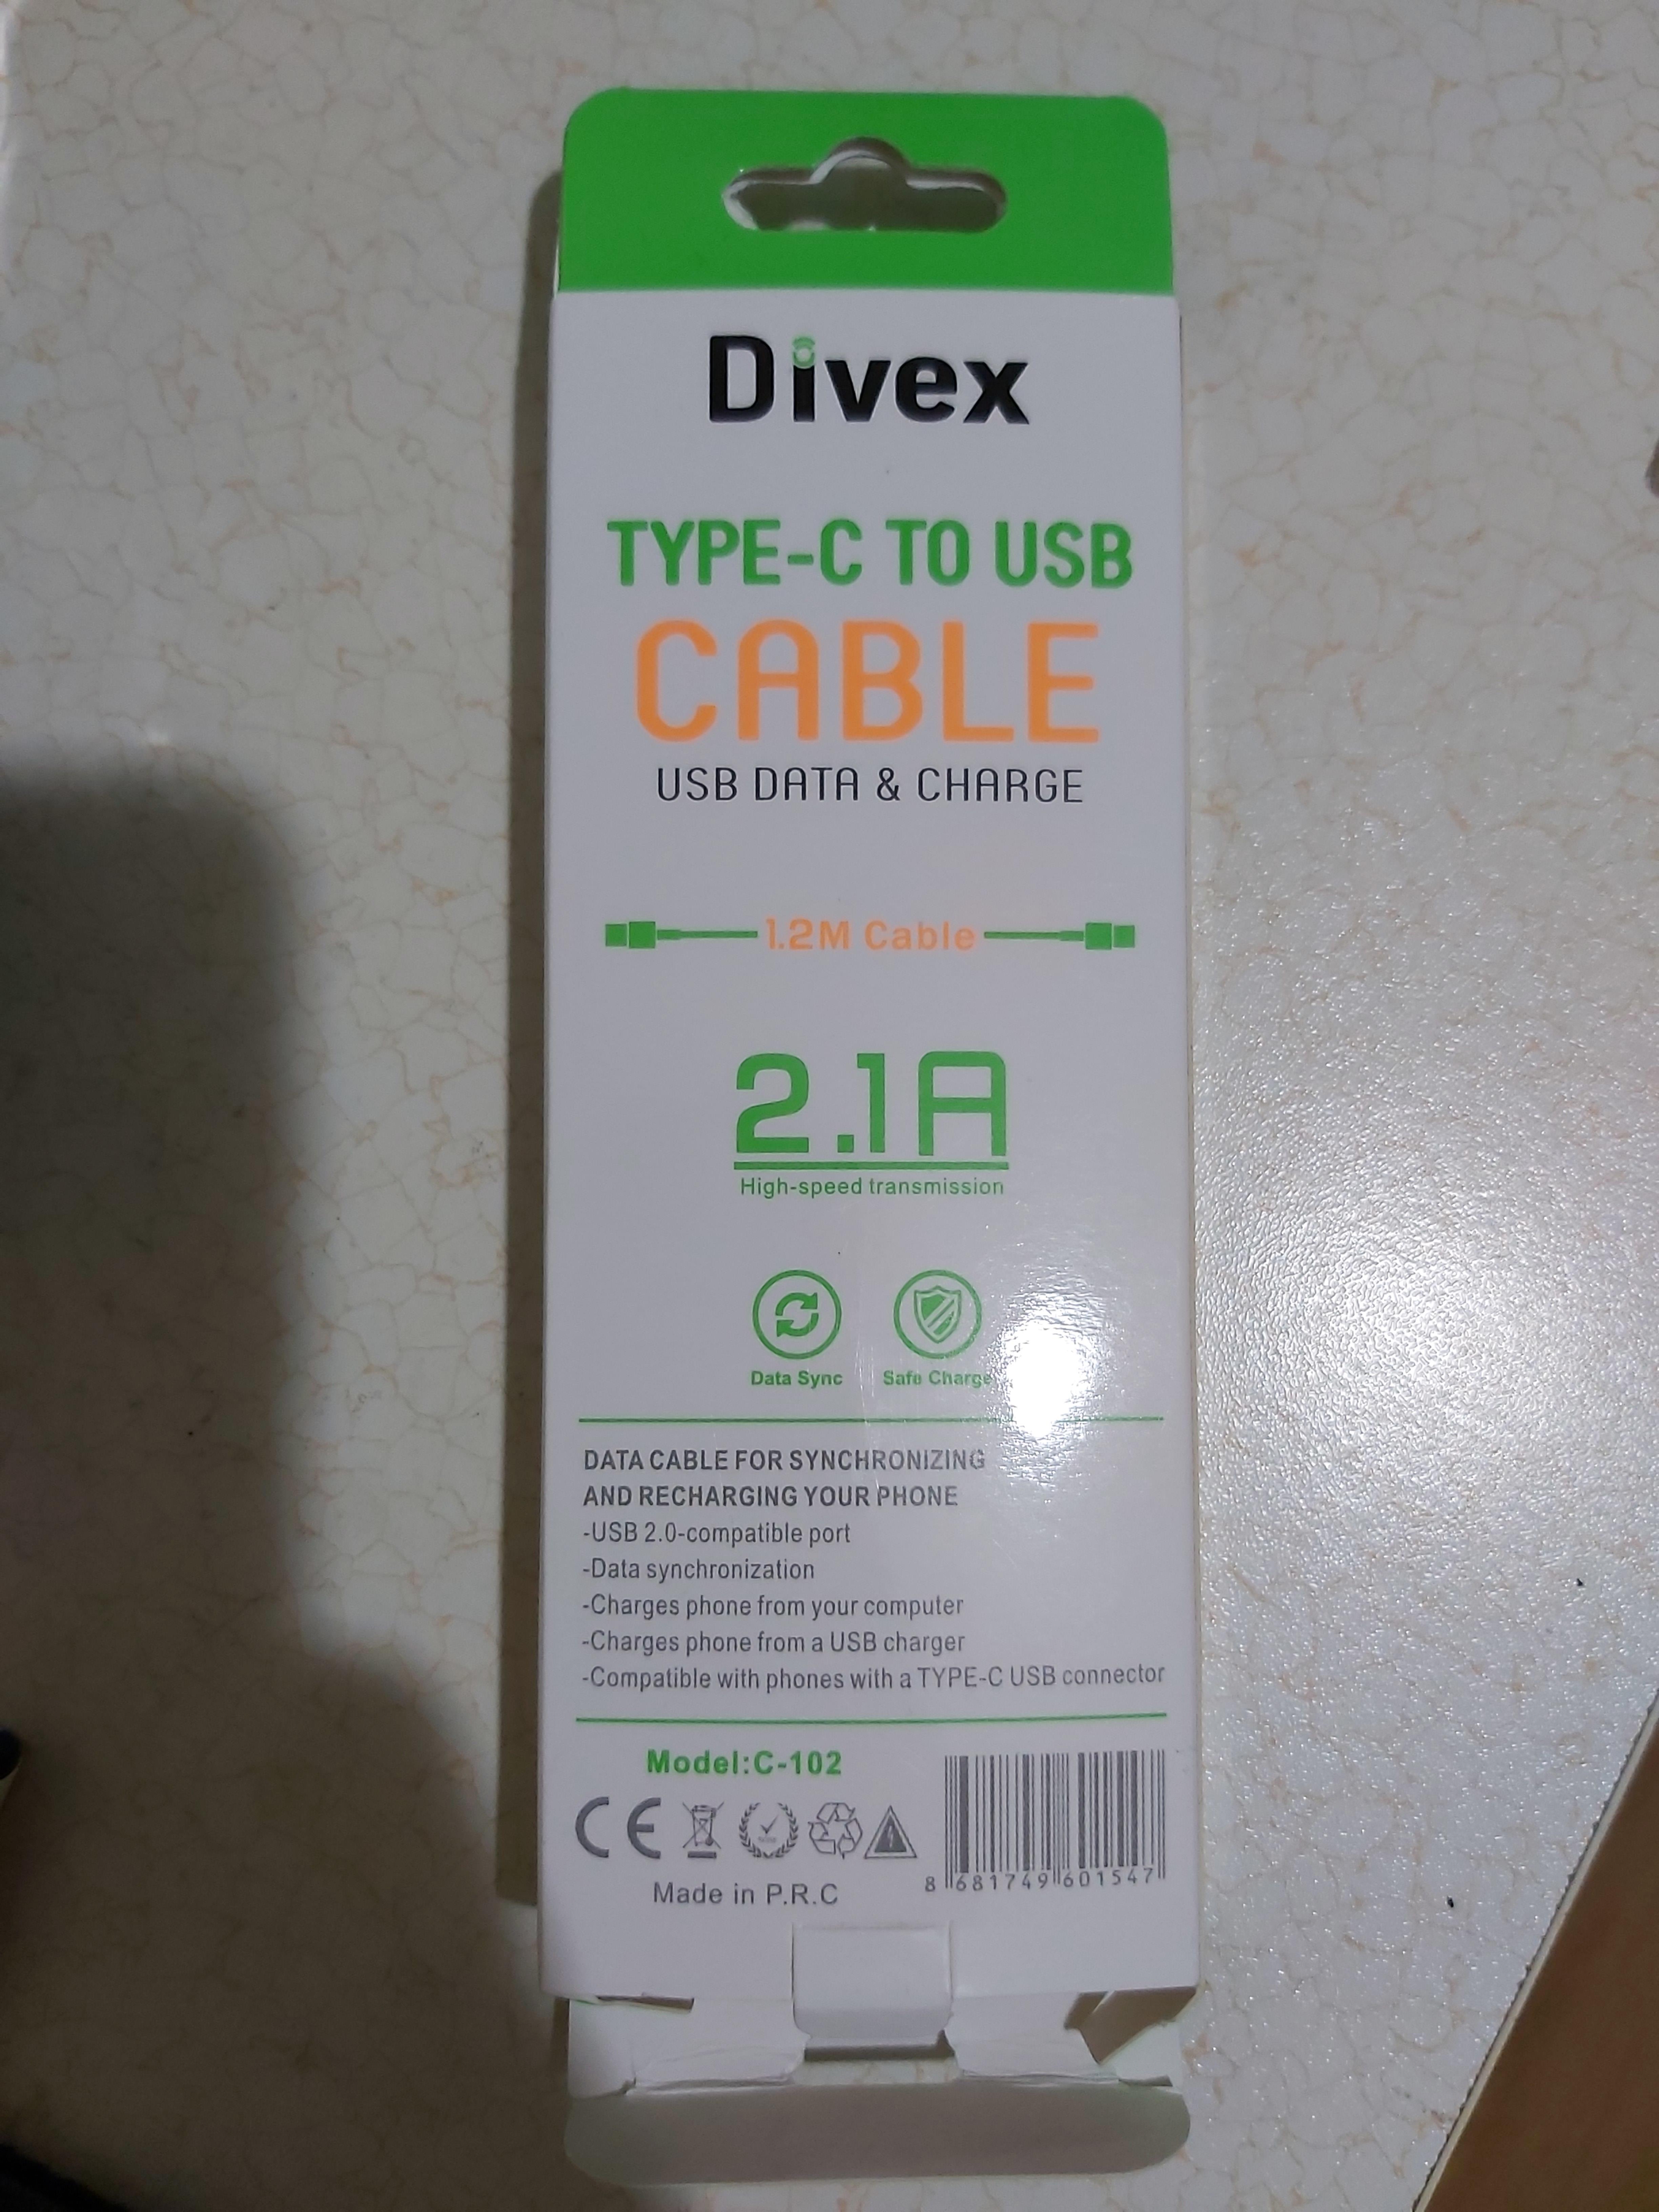 Divex
TYPE-C TO USB
CABLE
USB DATA & CHARGE
1.2M Cable
2.1A
High-speed transmission
Data Sync
Safe Charge
DATA CABLE FOR SYNCHRONIZING
AND RECHARGING YOUR PHONE
-USB 2.0-compatible port
-Data synchronization
-Charges phone from your computer
-Charges phone from a USB charger
-Compatible with phones with a TYPE-C USB connector
Model:C-102
CE
Made in P.R.C
8 681749 601547